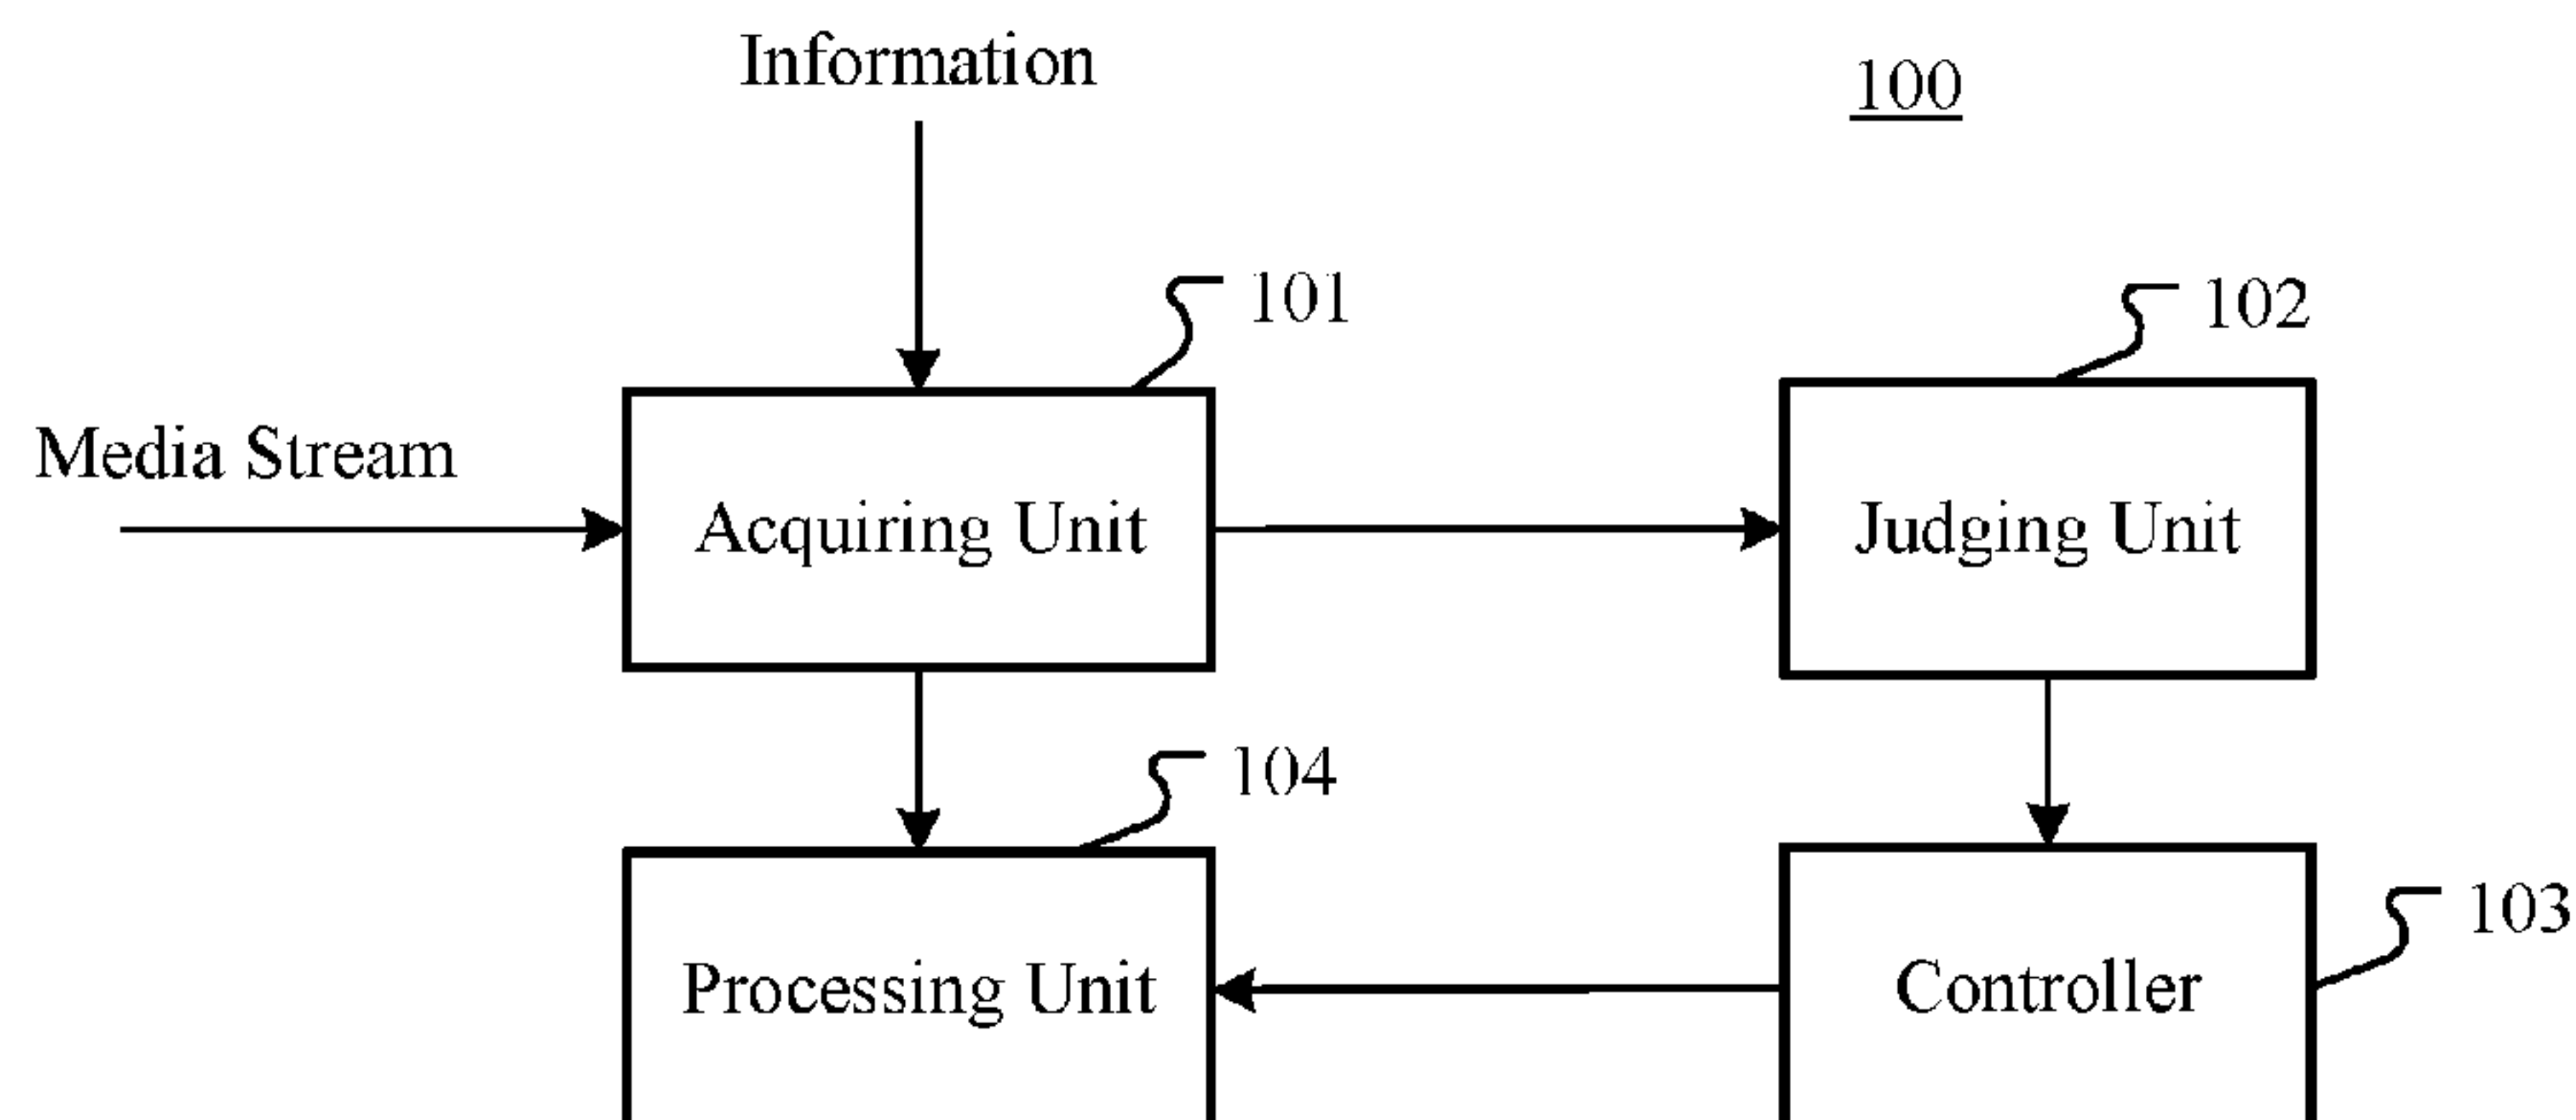 Information
100
101
102
Media Stream
Acquiring Unit
Judging Unit
104
103
Processing Unit
Controller